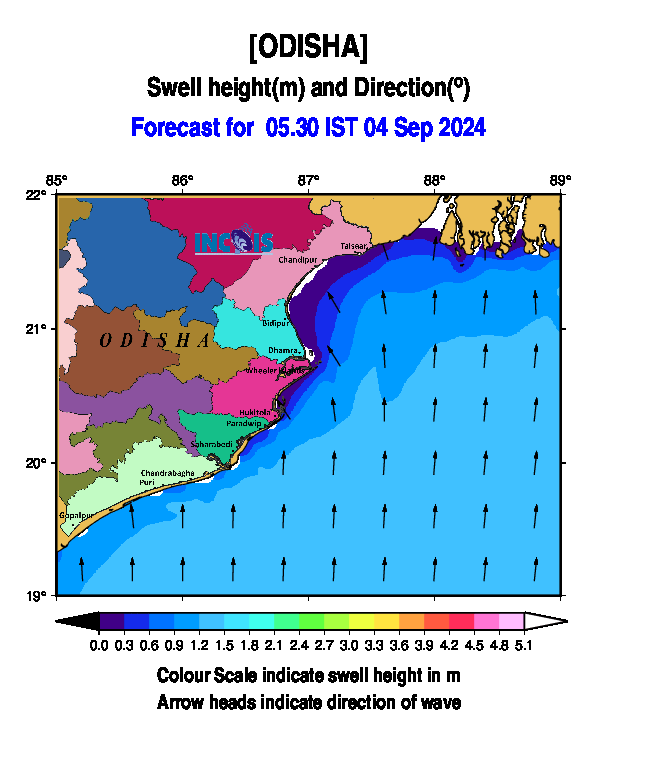 [ODISHA]
Swell height(m) and Direction(º)
Forecast for 05.30 IST 04 Sep 2024
85° 86° 87° 88° 89°
22°
INCOIS
Talsear
Chandipur
21°
Bidipur
ODISHA
Dhamra
Wheeler
Hukitola
Paradwip
Saharabedi
20°
Chandrabaghe
Puri
Gopalpur
19°
0.0 0.3 0.6 0.9 1.2 1.5 1.8 2.1 2.4 2.7 3.0 3.3 3.6 3.9 4.2 4.5 4.8 5.1
Colour Scale indicate swell height in m
Arrow heads indicate direction of wave